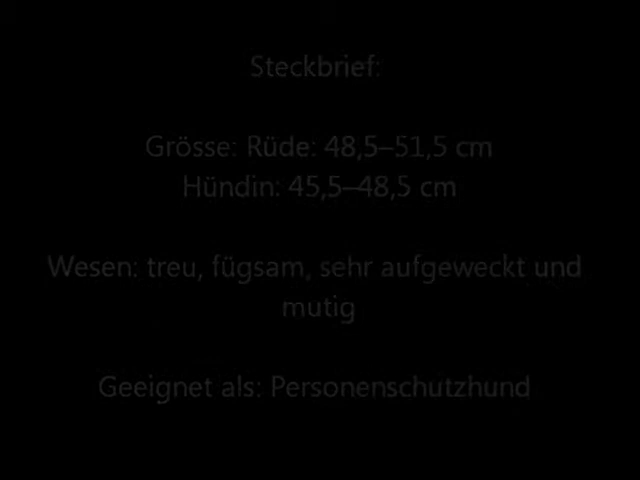 Steckbrief:
Grösse: Rüde: 48,5–51,5 cm
Hündin: 45,5–48,5 cm
Wesen: treu, fügsam, sehr aufgeweckt und
mutig
Geeignet als: Personenschutzhund